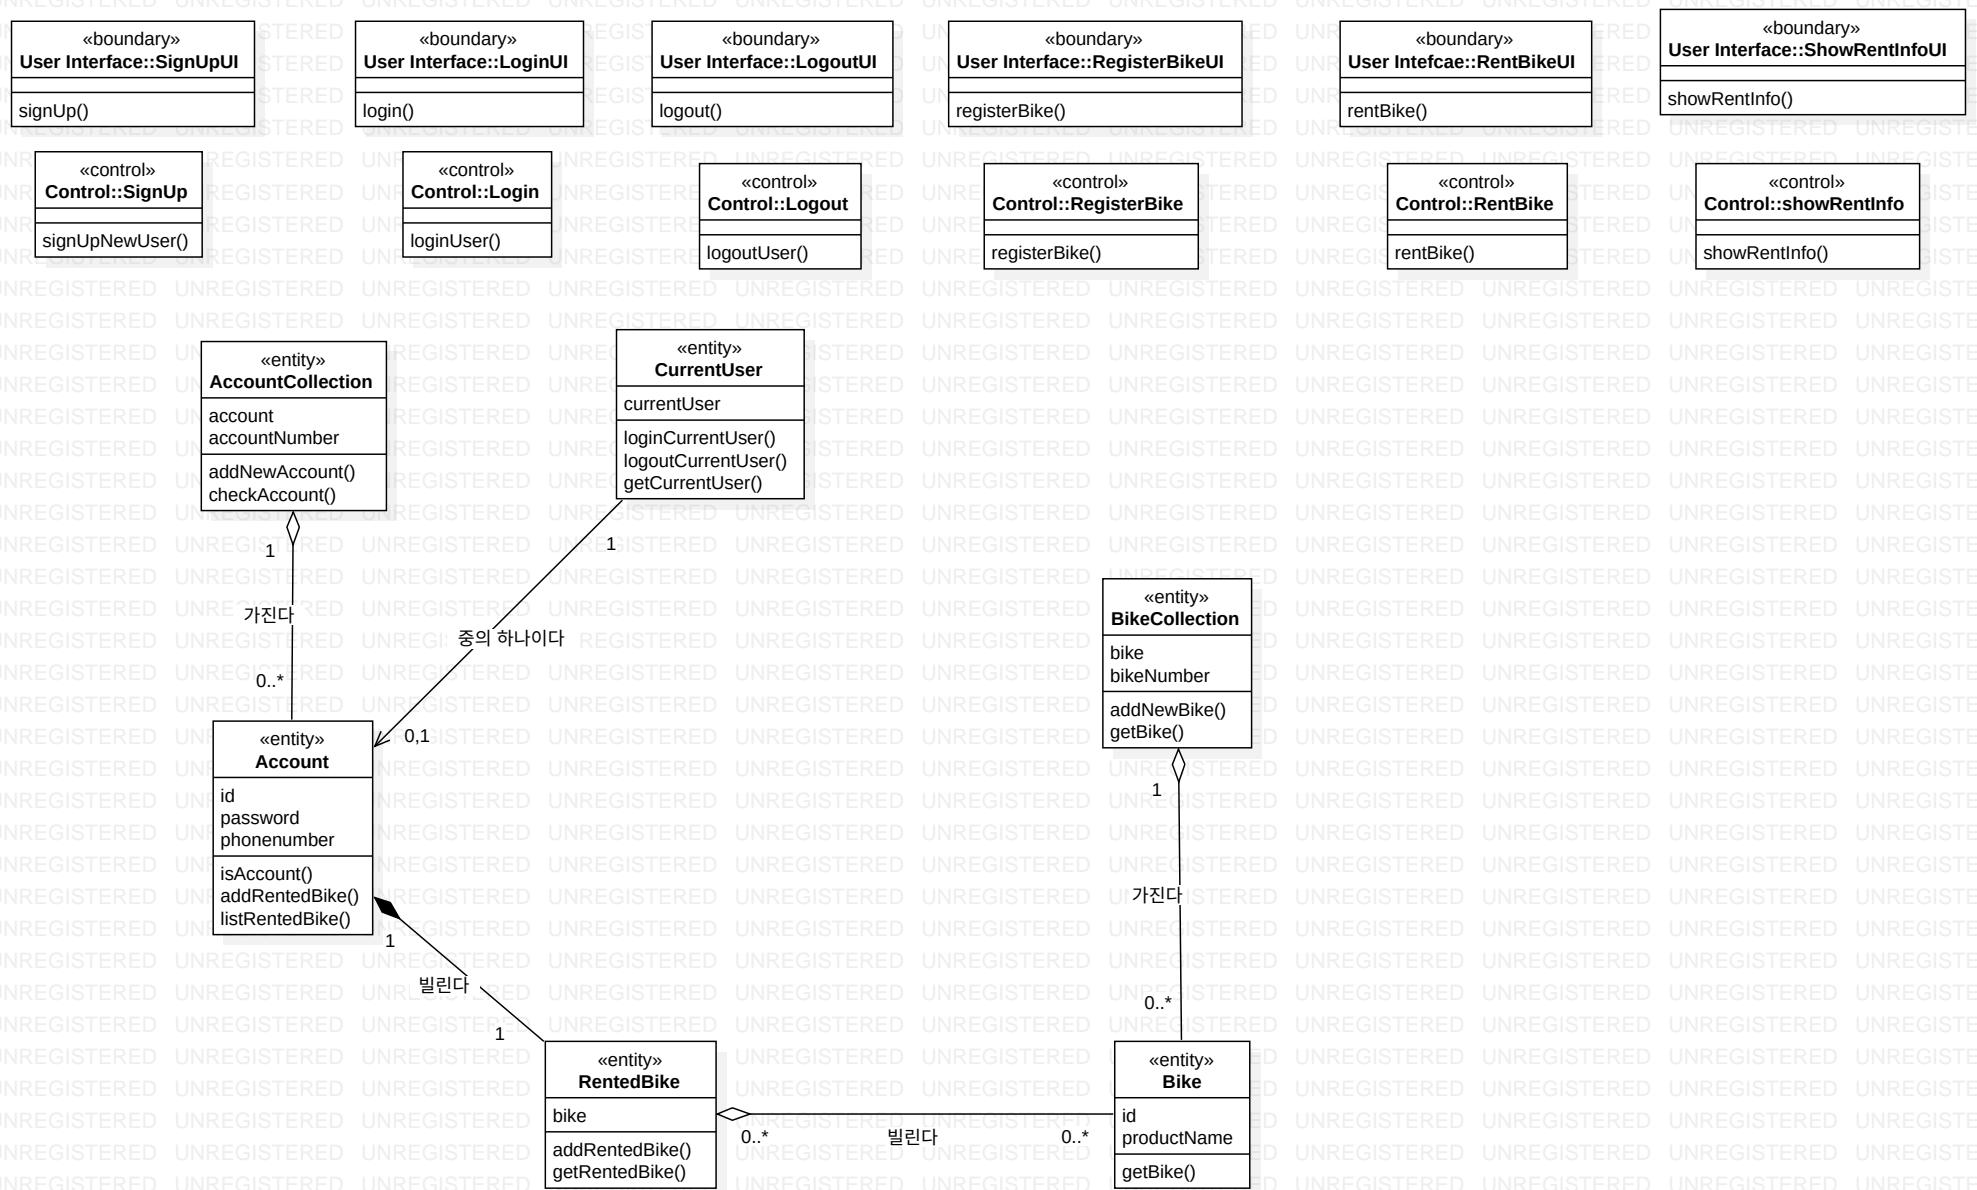 «boundary»
User Interface::SignUpUI
signUp()
«boundary»
User Interface::LoginUI
login()
«boundary»
User Interface::LogoutUI
logout()
«boundary»
User Interface::RegisterBikeUI
registerBike()
«boundary»
User Intefcae::RentBikeUI
rentBike()
«boundary»
User Interface::ShowRentInfoUI
showRentInfo()
«control»
Control::SignUp
signUpNewUser()
«control»
Control::Login
loginUser()
«control»
Control::Logout
logoutUser()
«control»
Control::RegisterBike
registerBike()
«control»
Control::RentBike
rentBike()
«control»
Control::showRentInfo
showRentInfo()
«entity»
AccountCollection
account
accountNumber
addNewAccount()
checkAccount()
«entity»
CurrentUser
currentUser
loginCurrentUser()
logoutCurrentUser()
getCurrentUser()
1
가진다
0..*
1
중의 하나이다
0,1
«entity»
Account
id
password
phonenumber
isAccount()
addRentedBike()
listRentedBike()
«entity»
BikeCollection
bike
bikeNumber
addNewBike()
getBike()
1
가진다
0..*
1
빌린다
1
«entity»
RentedBike
bike
addRentedBike()
getRentedBike()
0..*
빌린다
0..*
«entity»
Bike
id
productName
getBike()
UNREGISTERED